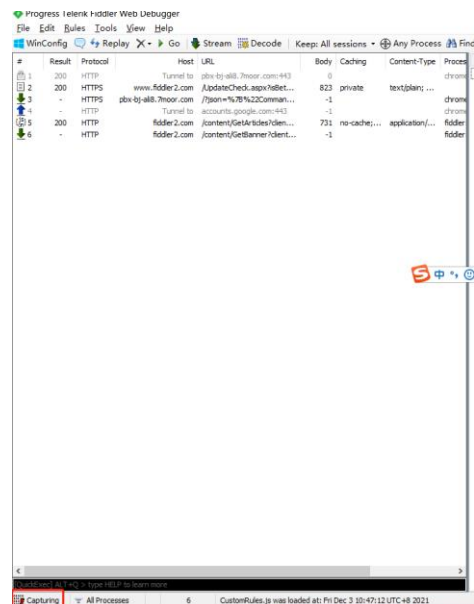 Progress Telerik Fiddler Web Debugger
File Edit Rules Tools View Help
WinConfig Replay X Go Stream Decode Keep: All sessions Any Process Find
# Result Protocol Host URL Body Caching Content-Type Proces
1 200 HTTP Tunnel to pbx-bj-ali8.7moor.com:443 0 chrome
2 200 HTTPS www.fiddler2.com /UpdateCheck.aspx?isBet... 823 private text/plain; ...
3 - HTTPS pbx-bj-ali8.7moor.com /?json=%7B%22Comman... -1 chrome
4 - HTTP Tunnel to accounts.google.com:443 -1 chrome
5 200 HTTP fiddler2.com /content/GetArticles?clien... 731 no-cache;... application/... fiddler
6 - HTTP fiddler2.com /content/GetBanner?client... -1 fiddler
中
[QuickExec] ALT+Q > type HELP to learn more
Capturing All Processes 6 CustomRules.js was loaded at: Fri Dec 3 10:47:12 UTC+8 2021